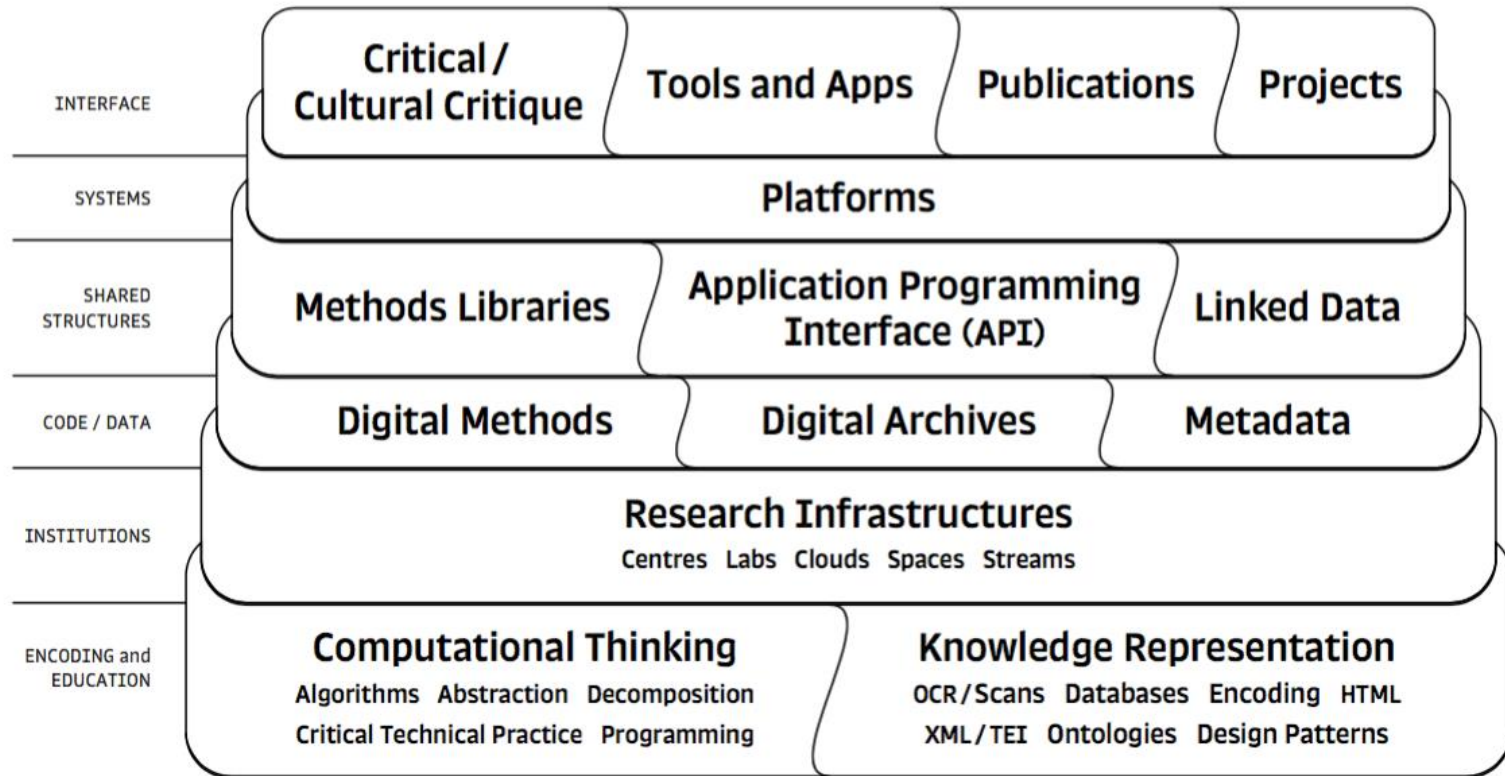 INTERFACE
Critical /
Cultural Critique
Tools and Apps
Publications
Projects
SYSTEMS
Platforms
SHARED
STRUCTURES
Methods Libraries
Application Programming
Interface (API)
Linked Data
CODE / DATA
Digital Methods
Digital Archives
Metadata
INSTITUTIONS
Research Infrastructures
Centres Labs Clouds Spaces Streams
ENCODING and
EDUCATION
Computational Thinking
Algorithms Abstraction Decomposition
Critical Technical Practice Programming
Knowledge Representation
OCR/Scans Databases Encoding HTML
XML/TEI Ontologies Design Patterns